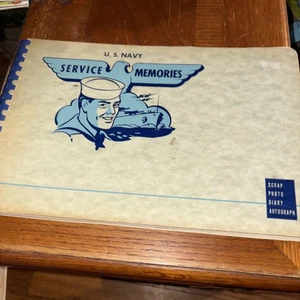 U.S. NAVY
SERVICE MEMORIES
SCRAP
PHOTO
DIARY
AUTOGRAPH